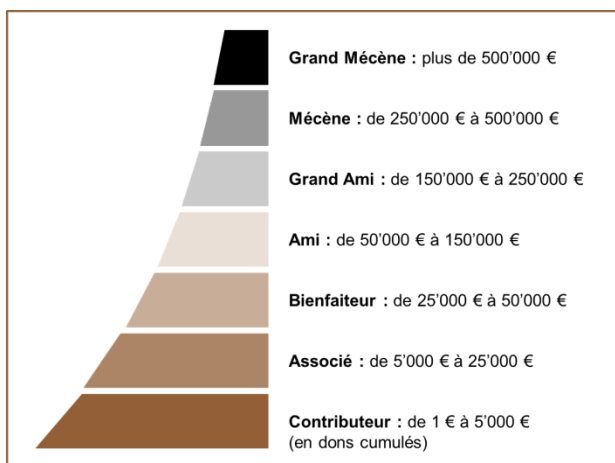 Grand Mécène : plus de 500’000 €
Mécène : de 250’000 € à 500’000 €
Grand Ami : de 150’000 € à 250’000 €
Ami : de 50’000 € à 150’000 €
Bienfaiteur : de 25’000 € à 50’000 €
Associé : de 5’000 € à 25’000 €
Contributeur : de 1 € à 5’000 €
(en dons cumulés)